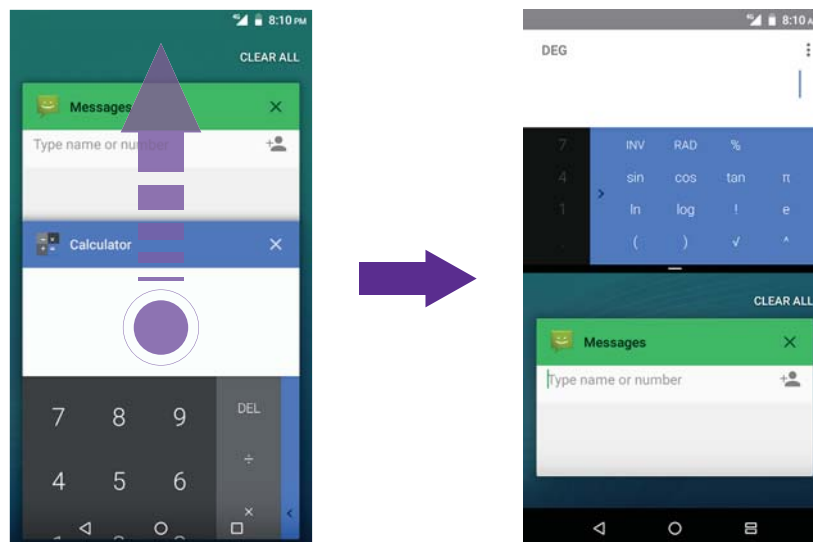 4G 8:10 PM
CLEAR ALL
Messages
Type name or number
Calculator
7 8 9 DEL
4 5 6 ÷
×
4G 8:10 A
DEG
7 INV RAD %
4 sin cos tan π
1 ln log ! e
. ( ) √ ^
CLEAR ALL
Messages
Type name or number